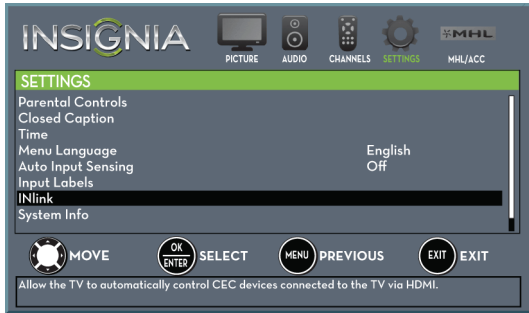 INSIGNIA
PICTURE AUDIO CHANNELS SETTINGS MHL MHL/ACC
SETTINGS
Parental Controls
Closed Caption
Time
Menu Language English
Auto Input Sensing Off
Input Labels
INlink
System Info
MOVE OK ENTER SELECT MENU PREVIOUS EXIT EXIT
Allow the TV to automatically control CEC devices connected to the TV via HDMI.